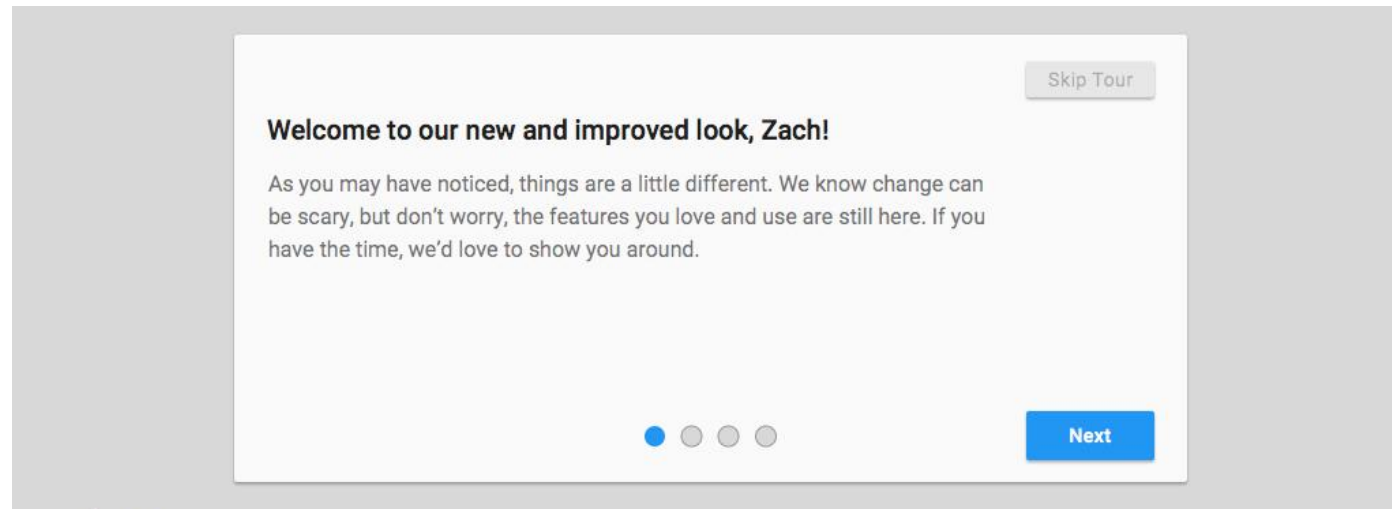 Skip Tour
Welcome to our new and improved look, Zach!
As you may have noticed, things are a little different. We know change can
be scary, but don’t worry, the features you love and use are still here. If you
have the time, we’d love to show you around.
Next